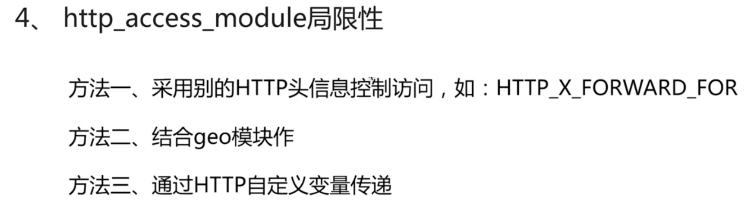 4、 http_access_module局限性
方法一、采用别的HTTP头信息控制访问，如：HTTP_X_FORWARD_FOR
方法二、结合geo模块作
方法三、通过HTTP自定义变量传递